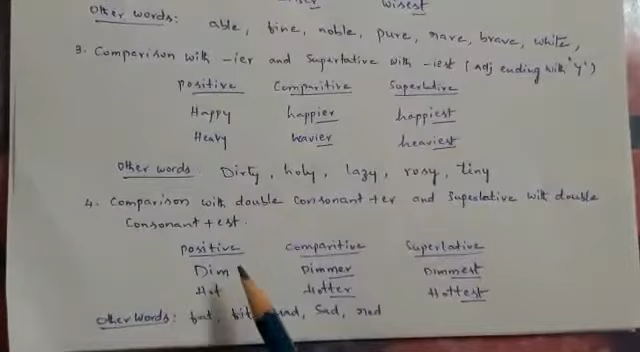 wisest
Other words: able, fine, noble, pure, rare, brave, white,
3. Comparison with -ier and Superlative with -iest (Adj ending with "y")
Positive Comparitive Superlative
Happy happier happiest
Heavy heavier heaviest
Other words Dirty, holy, lazy, rosy, tiny
4. Comparison with double consonant +er and Superlative with double
Consonant + est.
Positive Comparitive Superlative
Dim Dimmer Dimmest
Hot Hotter Hottest
Other Words: fat, Sad, red